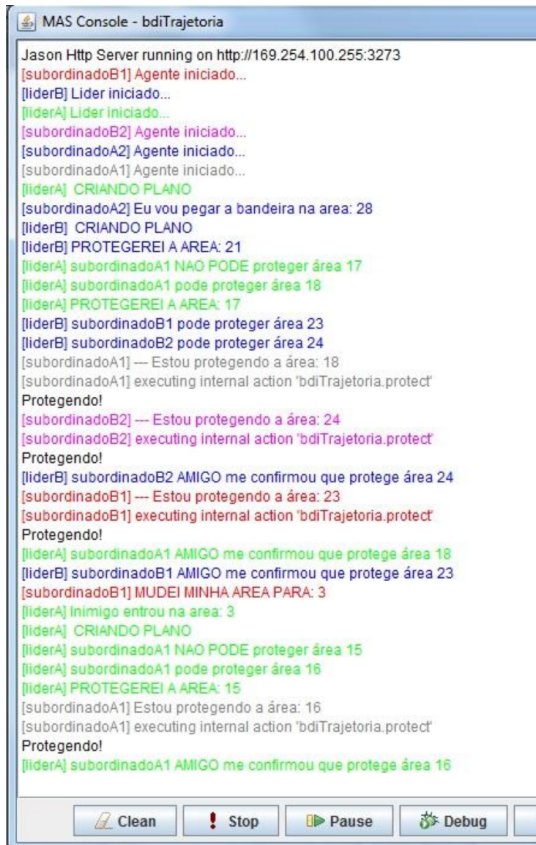 MAS Console - bdiTrajetoria
Jason Http Server running on http://169.254.100.255:3273
[subordinadoB1] Agente iniciado...
[liderB] Lider iniciado...
[liderA] Lider iniciado...
[subordinadoB2] Agente iniciado...
[subordinadoA2] Agente iniciado...
[subordinadoA1] Agente iniciado...
[liderA] CRIANDO PLANO
[subordinadoA2] Eu vou pegar a bandeira na area: 28
[liderB] CRIANDO PLANO
[liderB] PROTEGEREI A AREA: 21
[liderA] subordinadoA1 NAO PODE proteger área 17
[liderA] subordinadoA1 pode proteger área 18
[liderA] PROTEGEREI A AREA: 17
[liderB] subordinadoB1 pode proteger área 23
[liderB] subordinadoB2 pode proteger área 24
[subordinadoA1] --- Estou protegendo a área: 18
[subordinadoA1] executing internal action 'bdiTrajetoria.protect'
Protegendo!
[subordinadoB2] --- Estou protegendo a área: 24
[subordinadoB2] executing internal action 'bdiTrajetoria.protect'
Protegendo!
[liderB] subordinadoB2 AMIGO me confirmou que protege área 24
[subordinadoB1] --- Estou protegendo a área: 23
[subordinadoB1] executing internal action 'bdiTrajetoria.protect'
Protegendo!
[liderA] subordinadoA1 AMIGO me confirmou que protege área 18
[liderB] subordinadoB1 AMIGO me confirmou que protege área 23
[subordinadoB1] MUDEI MINHA AREA PARA: 3
[liderA] Inimigo entrou na area: 3
[liderA] CRIANDO PLANO
[liderA] subordinadoA1 NAO PODE proteger área 15
[liderA] subordinadoA1 pode proteger área 16
[liderA] PROTEGEREI A AREA: 15
[subordinadoA1] Estou protegendo a área: 16
[subordinadoA1] executing internal action 'bdiTrajetoria.protect'
Protegendo!
[liderA] subordinadoA1 AMIGO me confirmou que protege área 16
Clean Stop Pause Debug